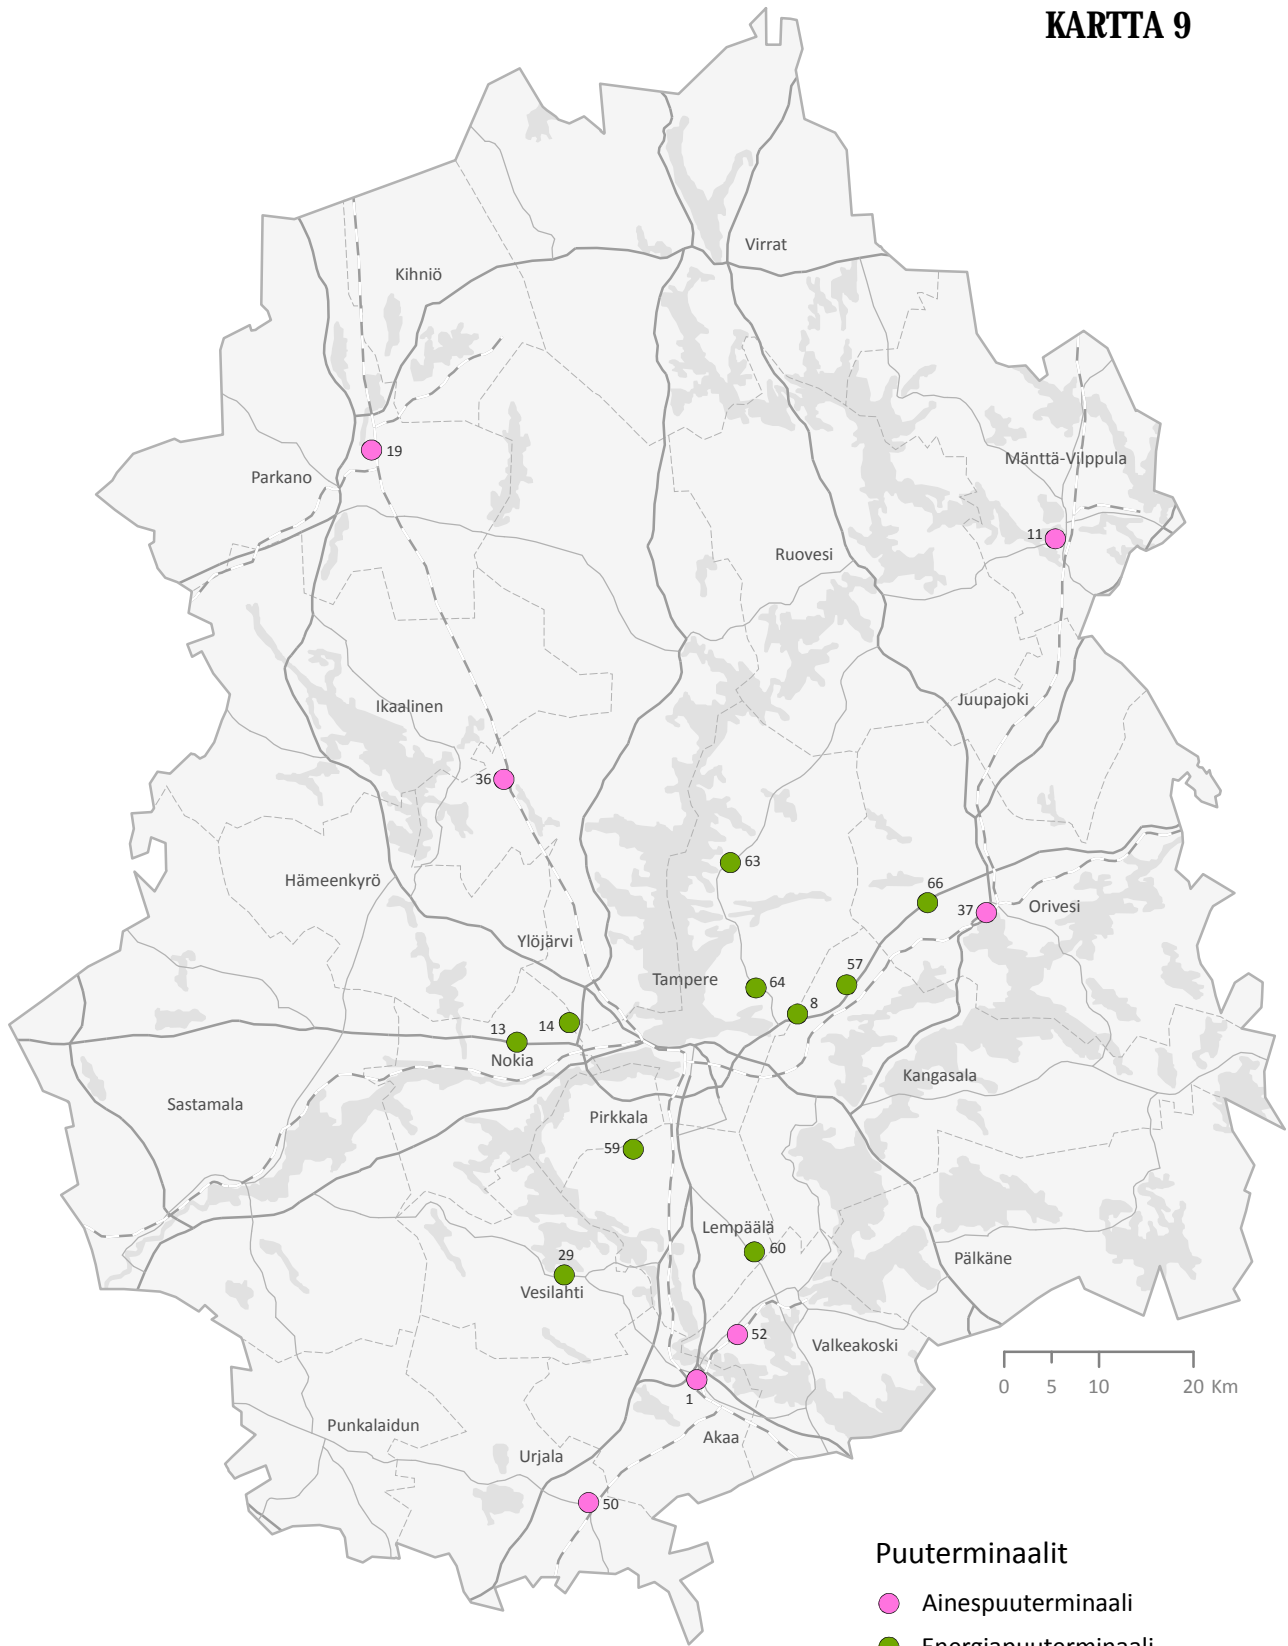 KARTTA 9
Virrat
Kihniö
19
Parkano
Mänttä-Vilppula
11
Ruovesi
Juupajoki
Ikaalinen
36
63
Hämeenkyrö
66
37
Orivesi
Ylöjärvi
Tampere
64
57
8
13
14
Nokia
Kangasala
Sastamala
Pirkkala
59
Lempäälä
60
29
Vesilahti
Pälkäne
52
Valkeakoski
1
0 5 10 20 Km
Punkalaidun
Akaa
Urjala
50
Puuterminaalit
Ainespuuterminaali
Energiapuuterminaali